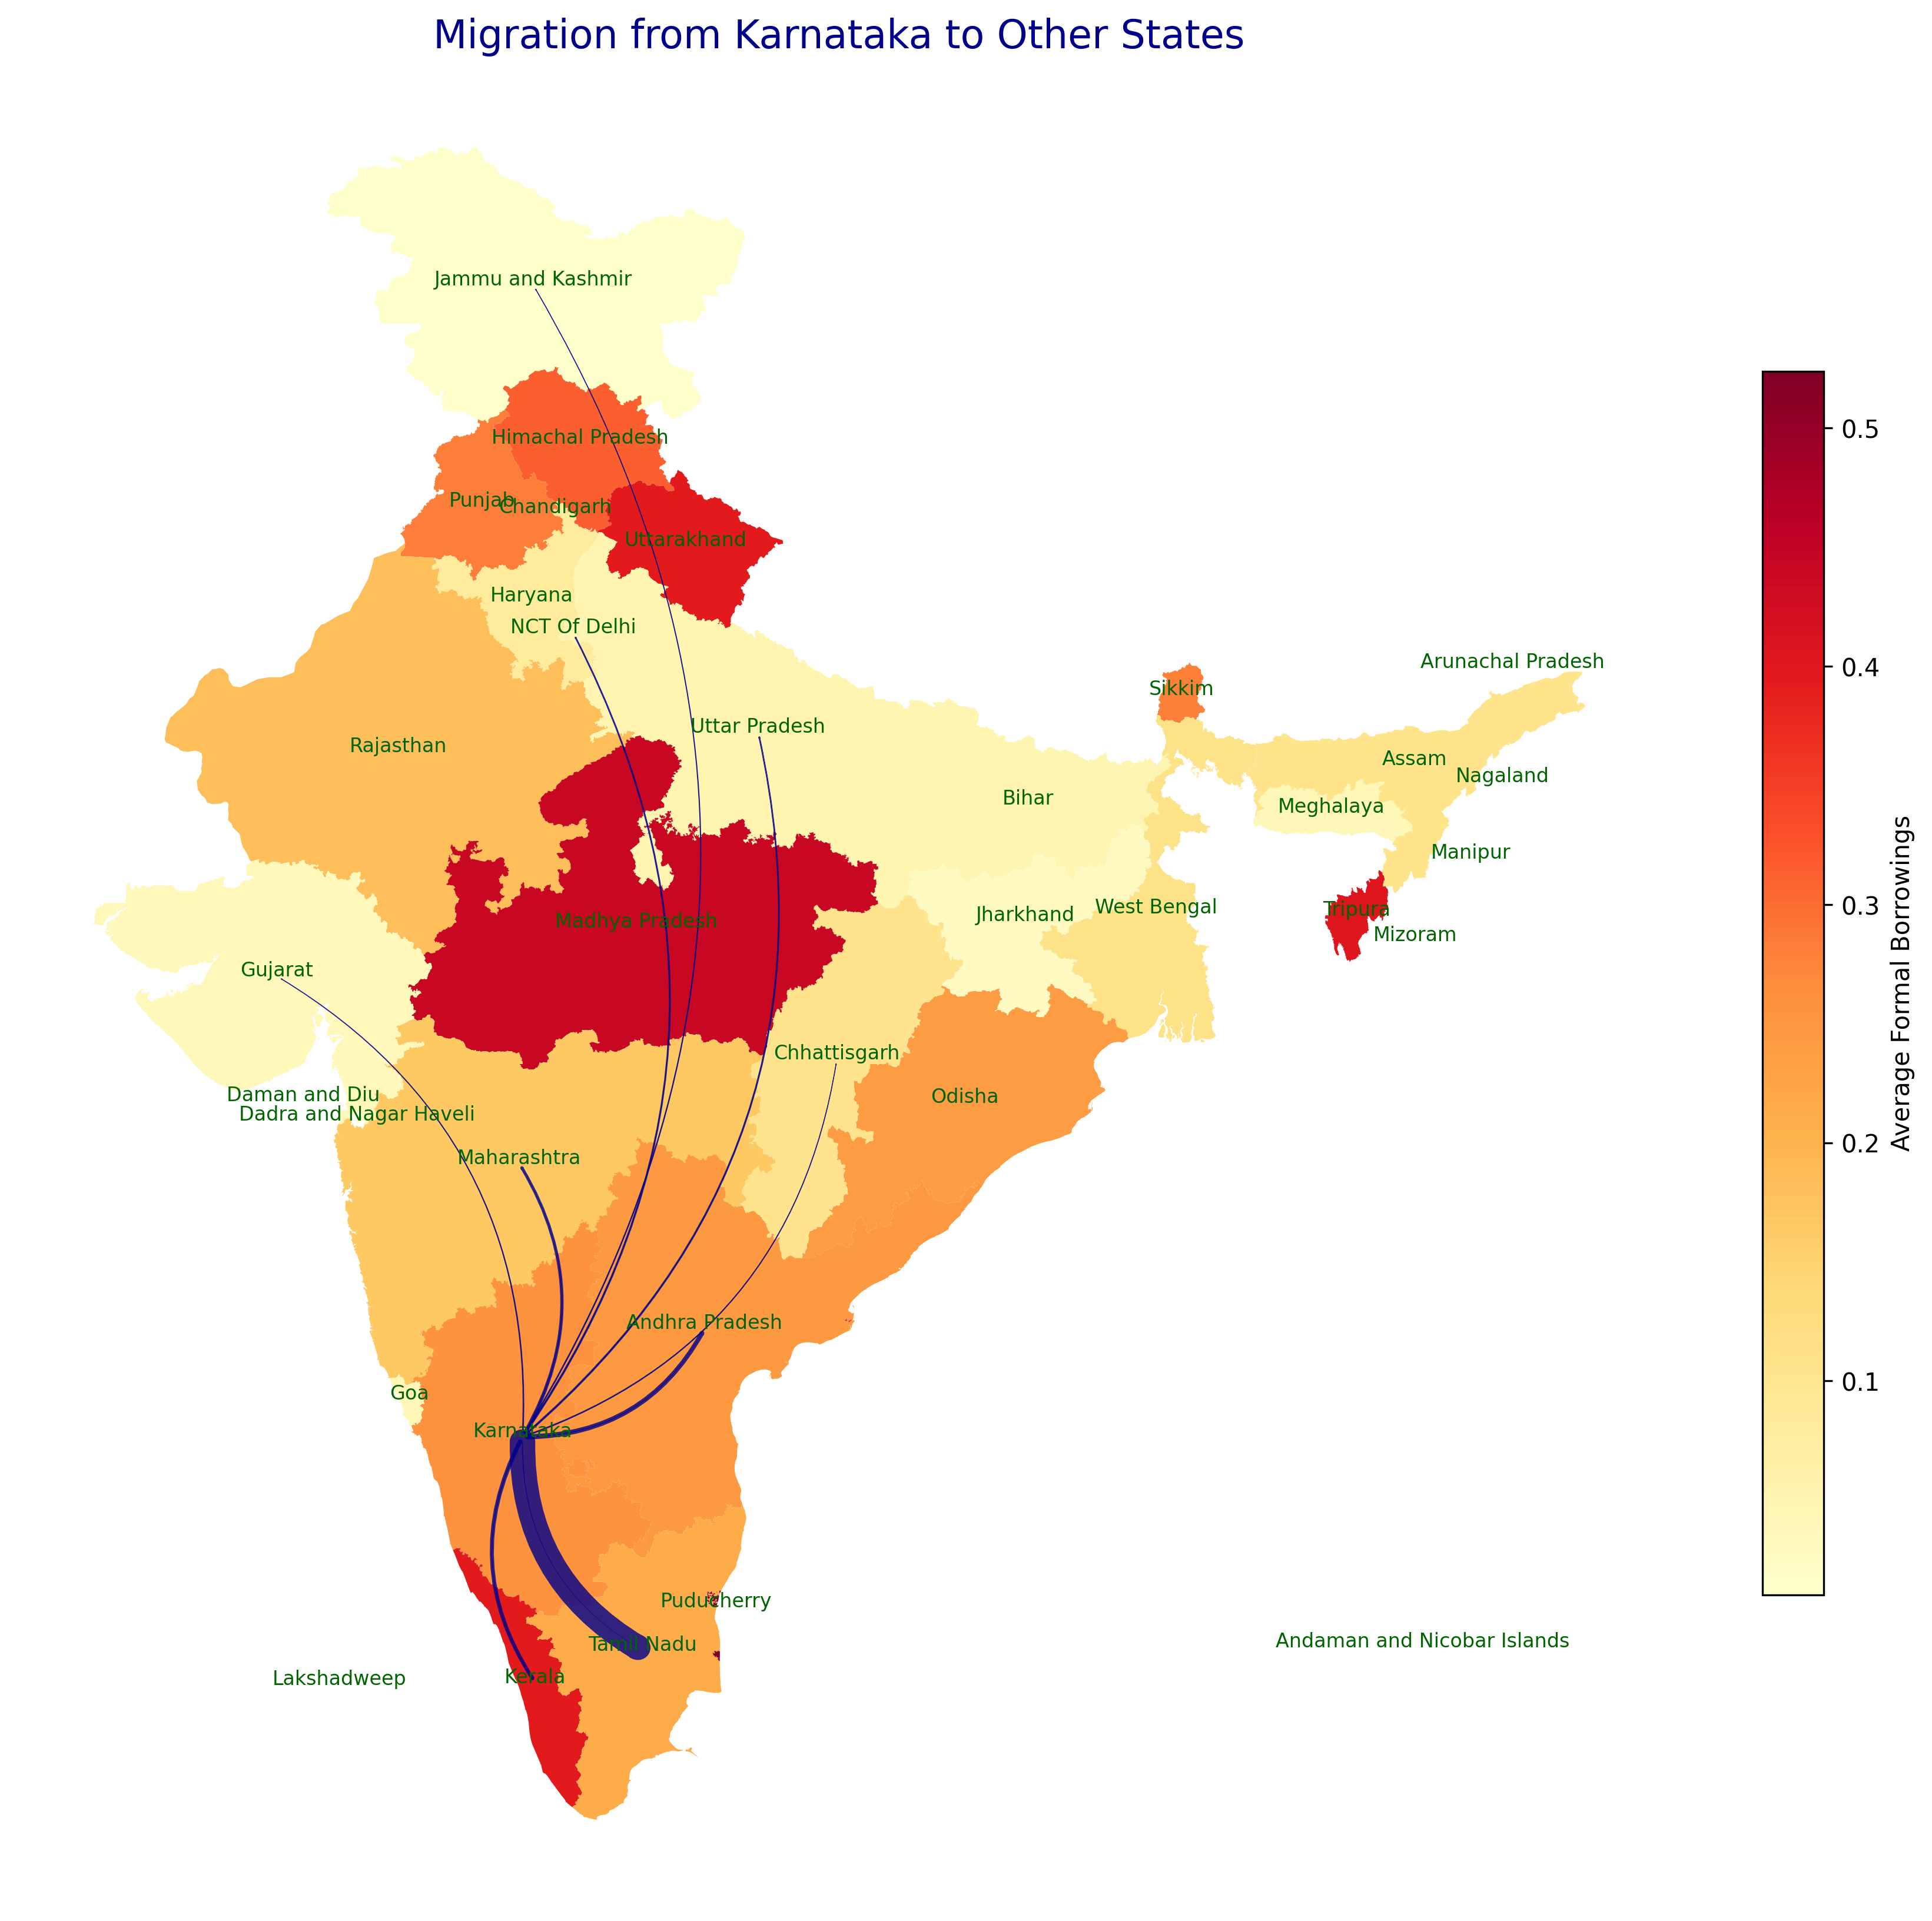 Migration from Karnataka to Other States
Jammu and Kashmir
Himachal Pradesh
Punjab
Chandigarh
Uttarakhand
Haryana
NCT Of Delhi
Arunachal Pradesh
Sikkim
Uttar Pradesh
Rajasthan
Assam
Nagaland
Bihar
Meghalaya
Manipur
West Bengal
Tripura
Jharkhand
Madhya Pradesh
Mizoram
Gujarat
Chhattisgarh
Daman and Diu
Odisha
Dadra and Nagar Haveli
Maharashtra
Andhra Pradesh
Goa
Karnataka
Puducherry
Andaman and Nicobar Islands
Tamil Nadu
Kerala
Lakshadweep
0.5
0.4
0.3
0.2
0.1
Average Formal Borrowings